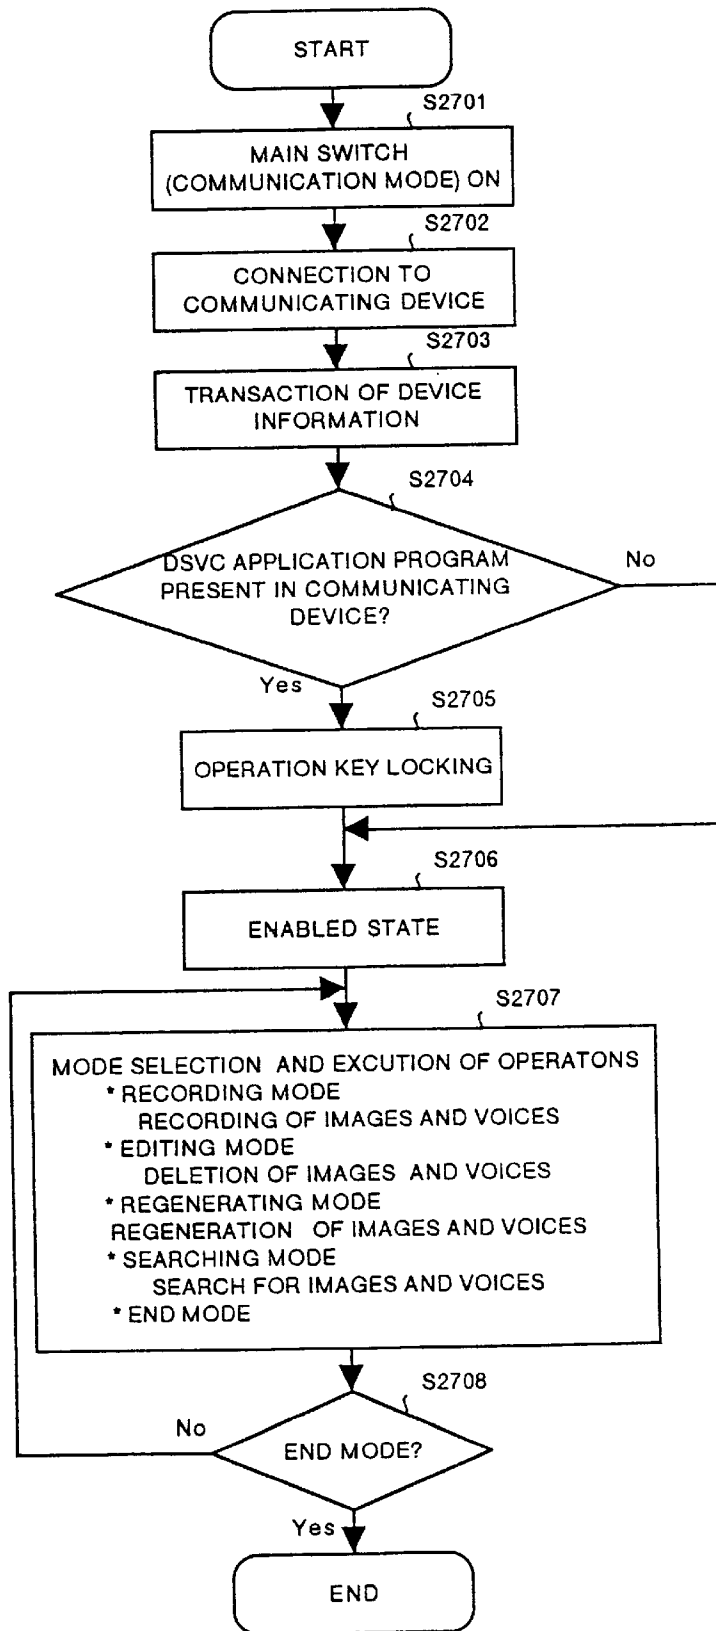 START
S2701
MAIN SWITCH
(COMMUNICATION MODE) ON
S2702
CONNECTION TO
COMMUNICATING DEVICE
S2703
TRANSACTION OF DEVICE
INFORMATION
S2704
DSVC APPLICATION PROGRAM
PRESENT IN COMMUNICATING
DEVICE?
No
Yes
S2705
OPERATION KEY LOCKING
S2706
ENABLED STATE
S2707
MODE SELECTION AND EXCUTION OF OPERATONS
* RECORDING MODE
RECORDING OF IMAGES AND VOICES
* EDITING MODE
DELETION OF IMAGES AND VOICES
* REGENERATING MODE
REGENERATION OF IMAGES AND VOICES
* SEARCHING MODE
SEARCH FOR IMAGES AND VOICES
* END MODE
S2708
No
END MODE?
Yes
END